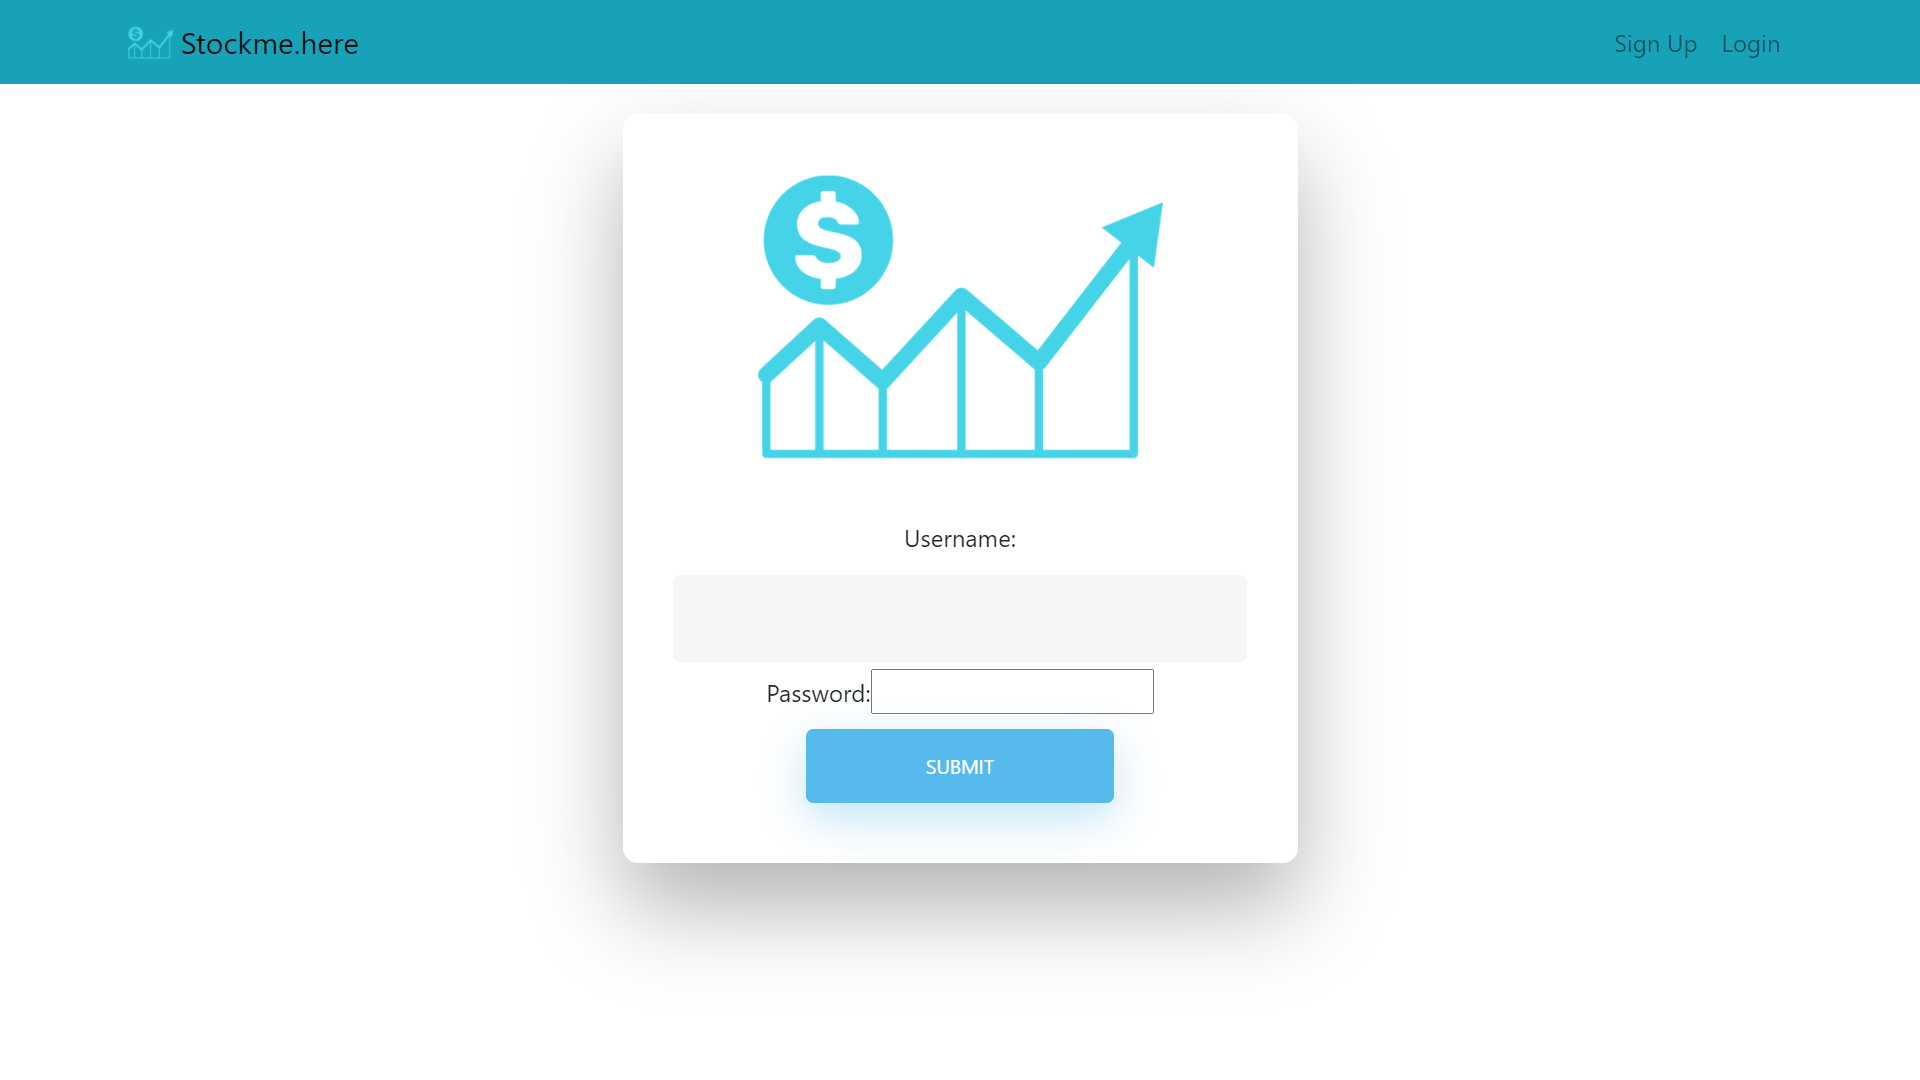 Stockme.here
Sign Up Login
$
Username:
Password:
SUBMIT